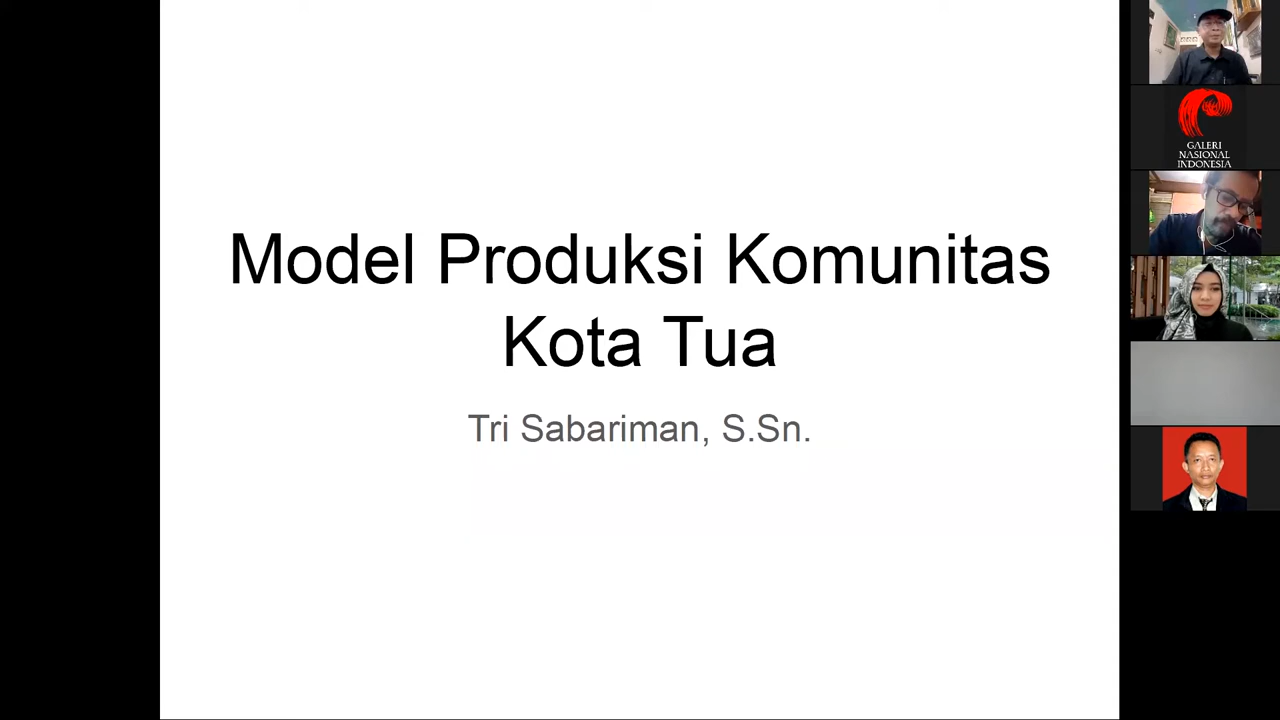 Model Produksi Komunitas
Kota Tua
Tri Sabariman, S.Sn.
GALERI
NASIONAL
INDONESIA